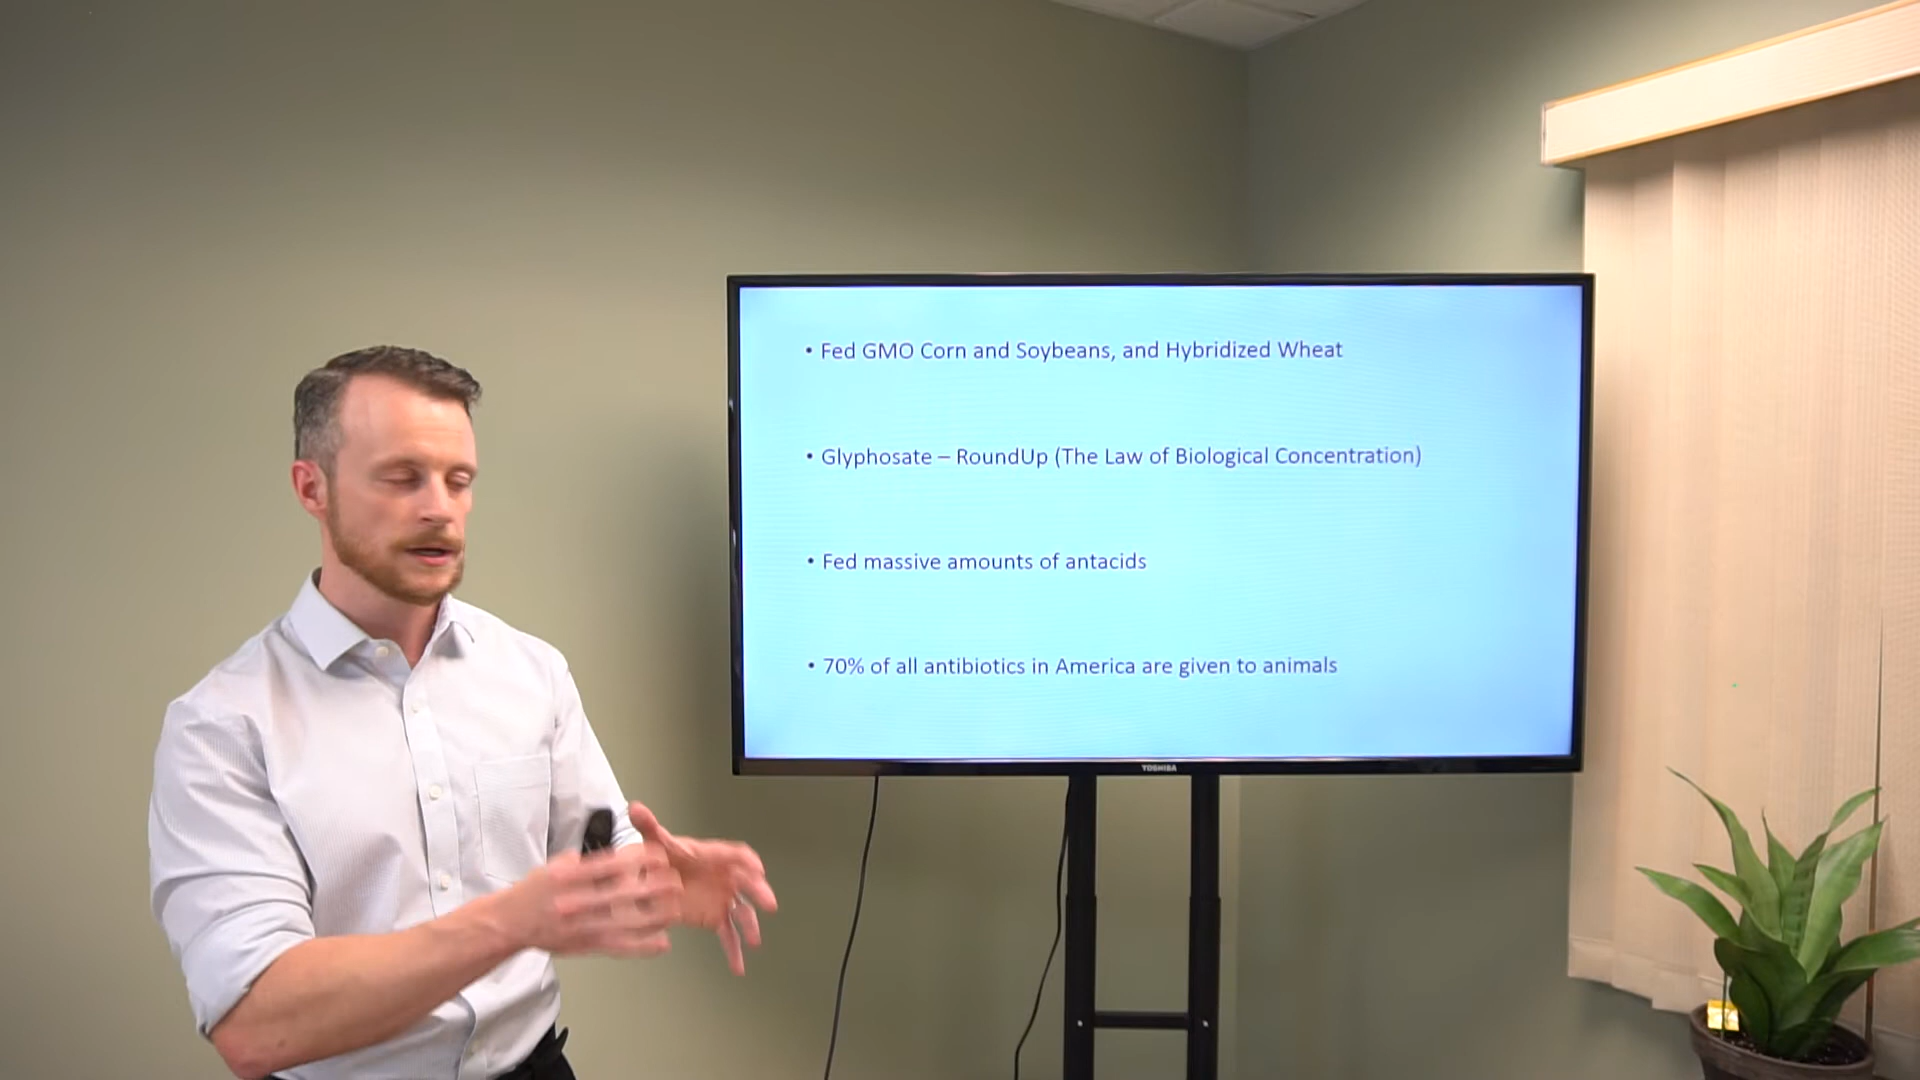 • Fed GMO Corn and Soybeans, and Hybridized Wheat
• Glyphosate – RoundUp (The Law of Biological Concentration)
• Fed massive amounts of antacids
• 70% of all antibiotics in America are given to animals
TOSHIBA